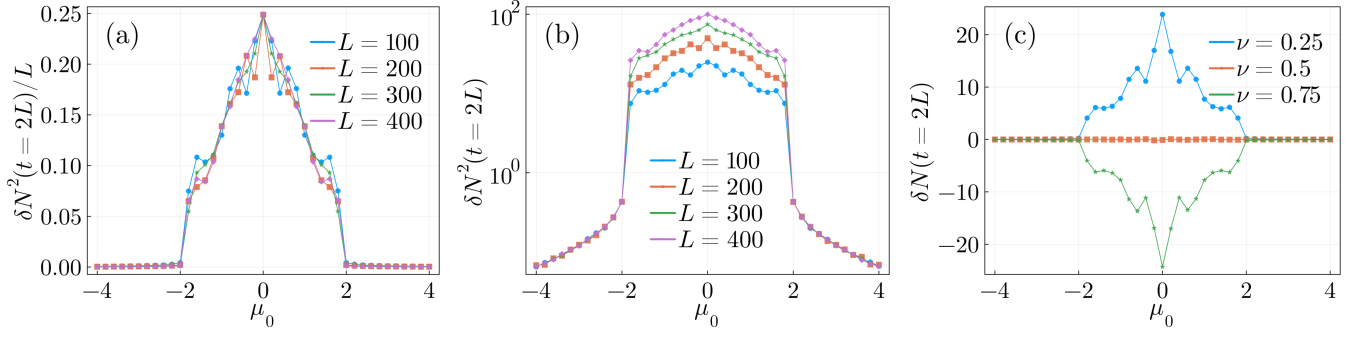 (a)
L = 100
L = 200
L = 300
L = 400
δN²(t = 2L)/L
0.25
0.20
0.15
0.10
0.05
0.00
−4
−2
0
2
4
μ₀
(b)
L = 100
L = 200
L = 300
L = 400
δN²(t = 2L)
10²
10⁰
−4
−2
0
2
4
μ₀
(c)
ν = 0.25
ν = 0.5
ν = 0.75
δN(t = 2L)
20
10
0
−10
−20
−4
−2
0
2
4
μ₀